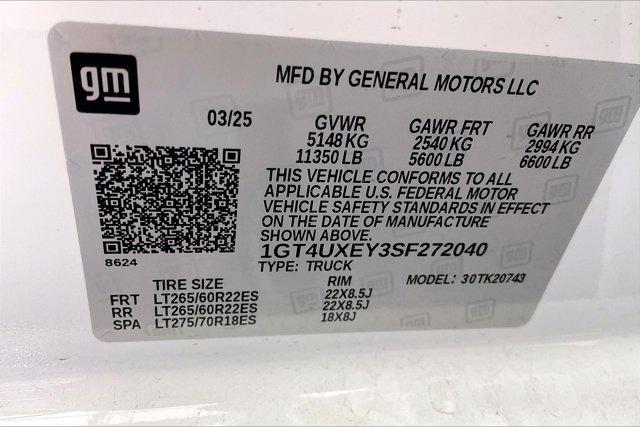 gm
MFD BY GENERAL MOTORS LLC
03/25 GVWR GAWR FRT GAWR RR
5148 KG 2540 KG 2994 KG
11350 LB 5600 LB 6600 LB
THIS VEHICLE CONFORMS TO ALL
APPLICABLE U.S. FEDERAL MOTOR
VEHICLE SAFETY STANDARDS IN EFFECT
ON THE DATE OF MANUFACTURE
SHOWN ABOVE.
8624
1GT4UXEY3SF272040
TYPE: TRUCK MODEL: 30TK20743
TIRE SIZE RIM
FRT LT265/60R22ES 22X8.5J
RR LT265/60R22ES 22X8.5J
SPA LT275/70R18ES 18X8J